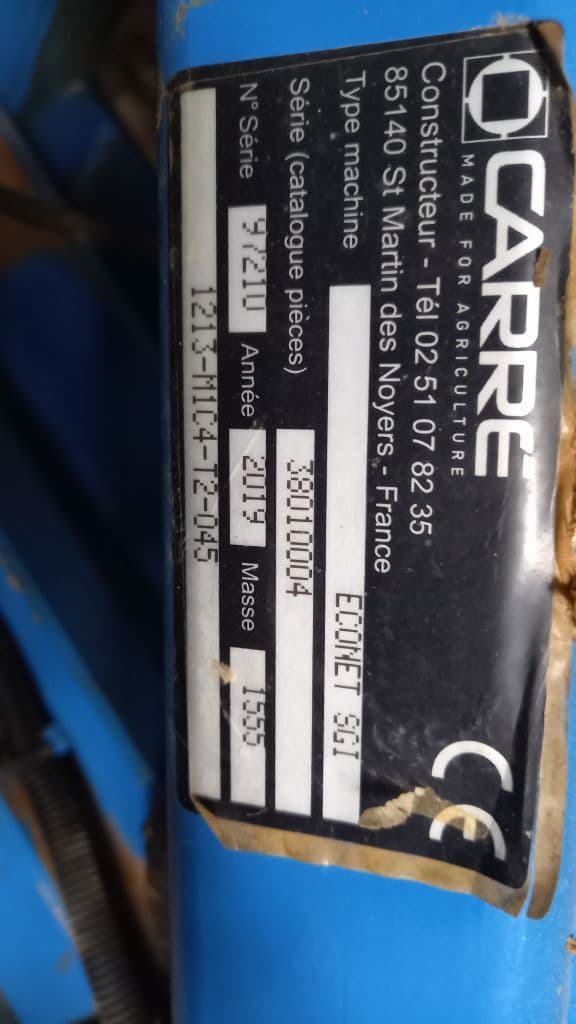 CARRÉ
MADE FOR AGRICULTURE
Constructeur - Tél 02 51 07 82 35
85140 St Martin des Noyers - France
CE
Type machine ECONET SGI
Série (catalogue pièces) 38010004
N° Série 97210 Année 2019 Masse 1555
1213-M1C4-T2-045